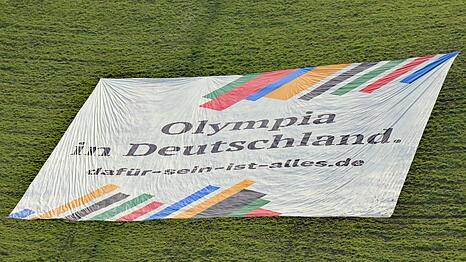 Olympia
in Deutschland.
dafür-sein-ist-alles.de